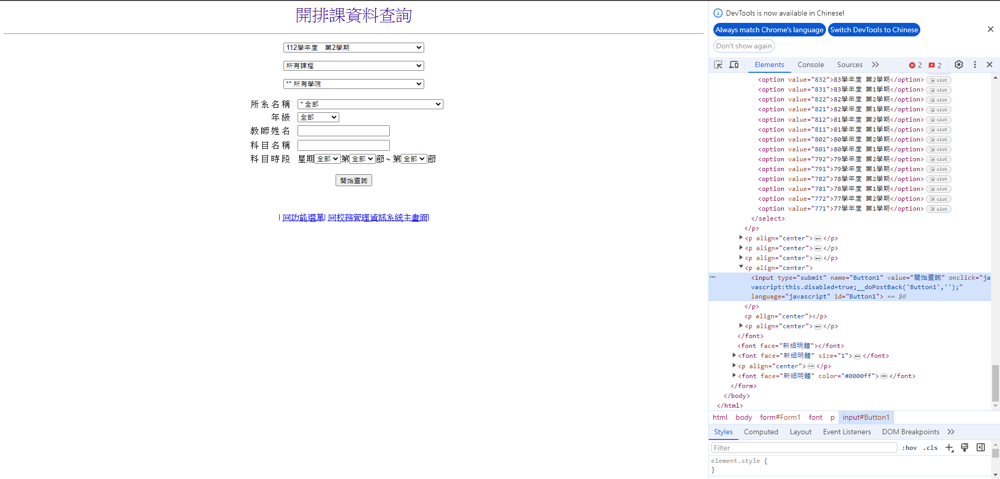 開排課資料查詢
112學年度　第2學期
所有課程
** 所有學院
所系名稱 * 全部
年級 全部
教師姓名
科目名稱
科目時段 星期全部第全部節~第全部節
開始查詢
| 回功能選單| 回校務管理資訊系統主畫面|
DevTools is now available in Chinese!
Always match Chrome's language Switch DevTools to Chinese
Don't show again
Elements Console Sources 2 2
<option value="832">83學年度 第2學期</option> slot
<option value="831">83學年度 第1學期</option> slot
<option value="822">82學年度 第2學期</option> slot
<option value="821">82學年度 第1學期</option> slot
<option value="812">81學年度 第2學期</option> slot
<option value="811">81學年度 第1學期</option> slot
<option value="802">80學年度 第2學期</option> slot
<option value="801">80學年度 第1學期</option> slot
<option value="792">79學年度 第2學期</option> slot
<option value="791">79學年度 第1學期</option> slot
<option value="782">78學年度 第2學期</option> slot
<option value="781">78學年度 第1學期</option> slot
<option value="772">77學年度 第2學期</option> slot
<option value="771">77學年度 第1學期</option> slot
</select>
</p>
<p align="center">…</p>
<p align="center">…</p>
<p align="center">…</p>
<p align="center">
<input type="submit" name="Button1" value="開始查詢" onclick="ja
vascript:this.disabled=true;__doPostBack('Button1','');"
language="javascript" id="Button1"> == $0
</p>
<p align="center"></p>
<p align="center">…</p>
</font>
<font face="新細明體"></font>
<font face="新細明體" size="1">…</font>
<p align="center">…</p>
<font face="新細明體" color="#0000ff">…</font>
</form>
</body>
</html>
html body form#Form1 font p input#Button1
Styles Computed Layout Event Listeners DOM Breakpoints
Filter :hov .cls
element.style {
}